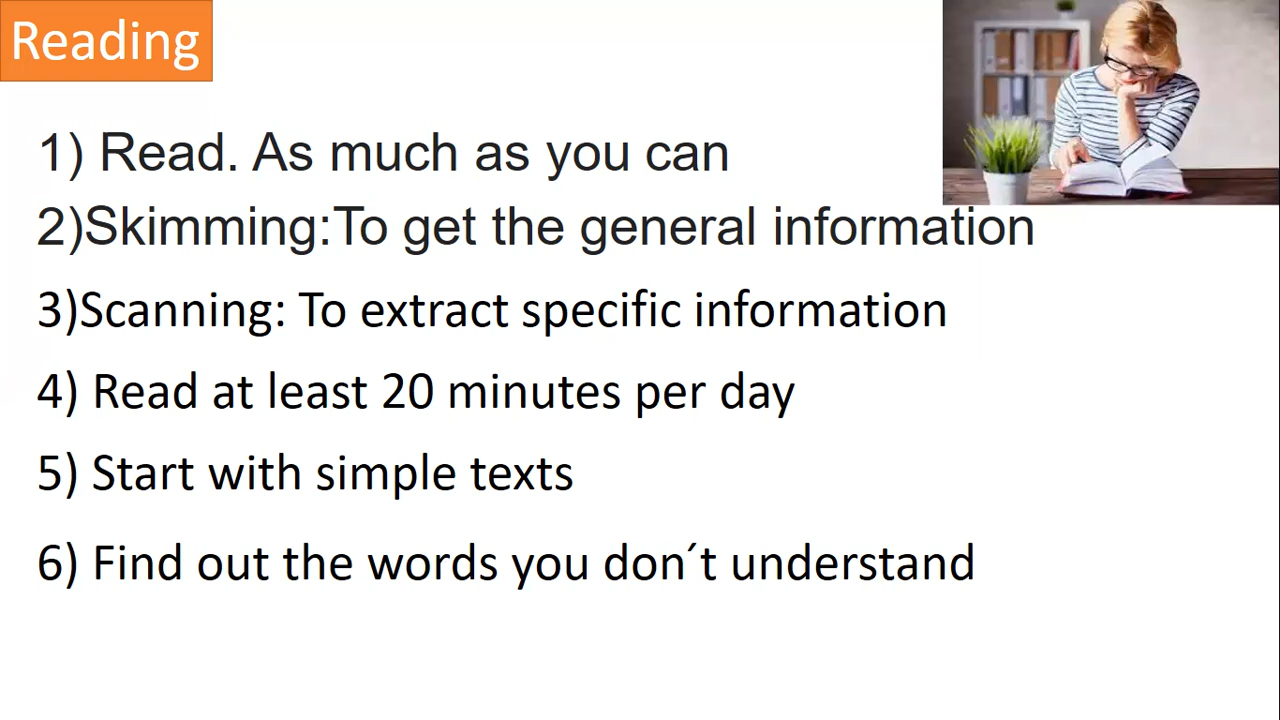 Reading
1) Read. As much as you can
2)Skimming:To get the general information
3)Scanning: To extract specific information
4) Read at least 20 minutes per day
5) Start with simple texts
6) Find out the words you don´t understand